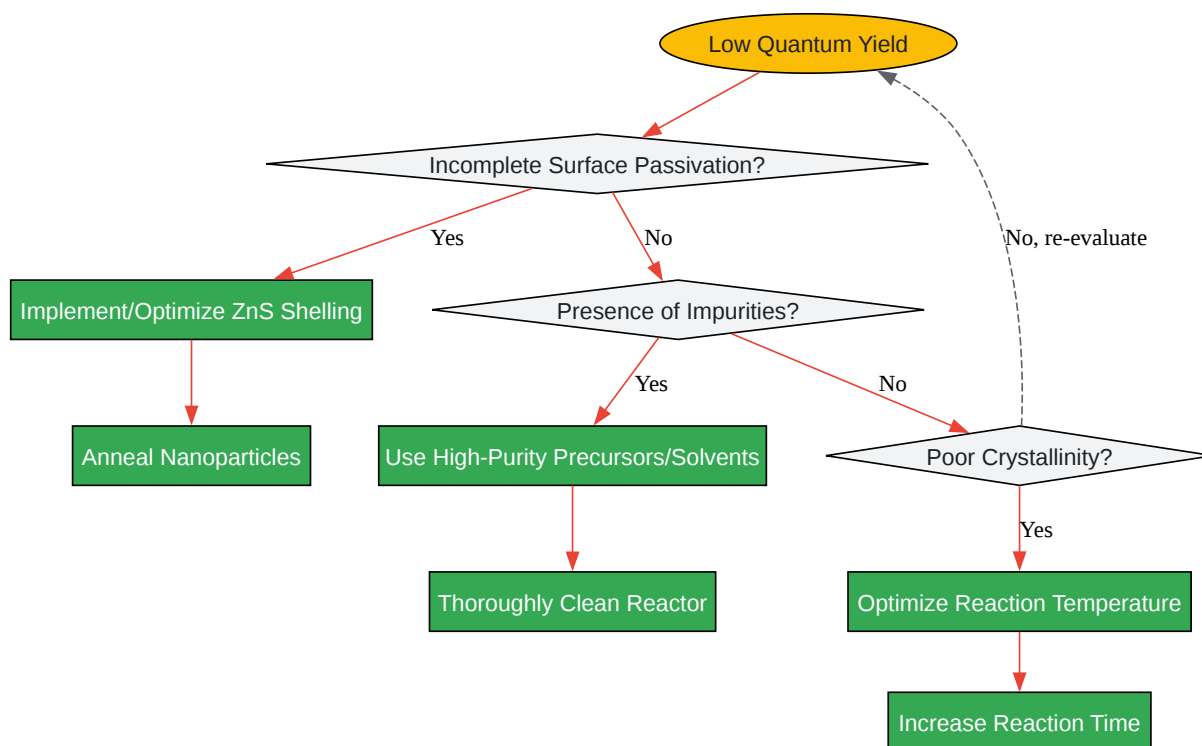 Low Quantum Yield
Incomplete Surface Passivation?
Yes
No
No, re-evaluate
Implement/Optimize ZnS Shelling
Presence of Impurities?
Yes
No
Anneal Nanoparticles
Use High-Purity Precursors/Solvents
Poor Crystallinity?
Yes
Thoroughly Clean Reactor
Optimize Reaction Temperature
Increase Reaction Time